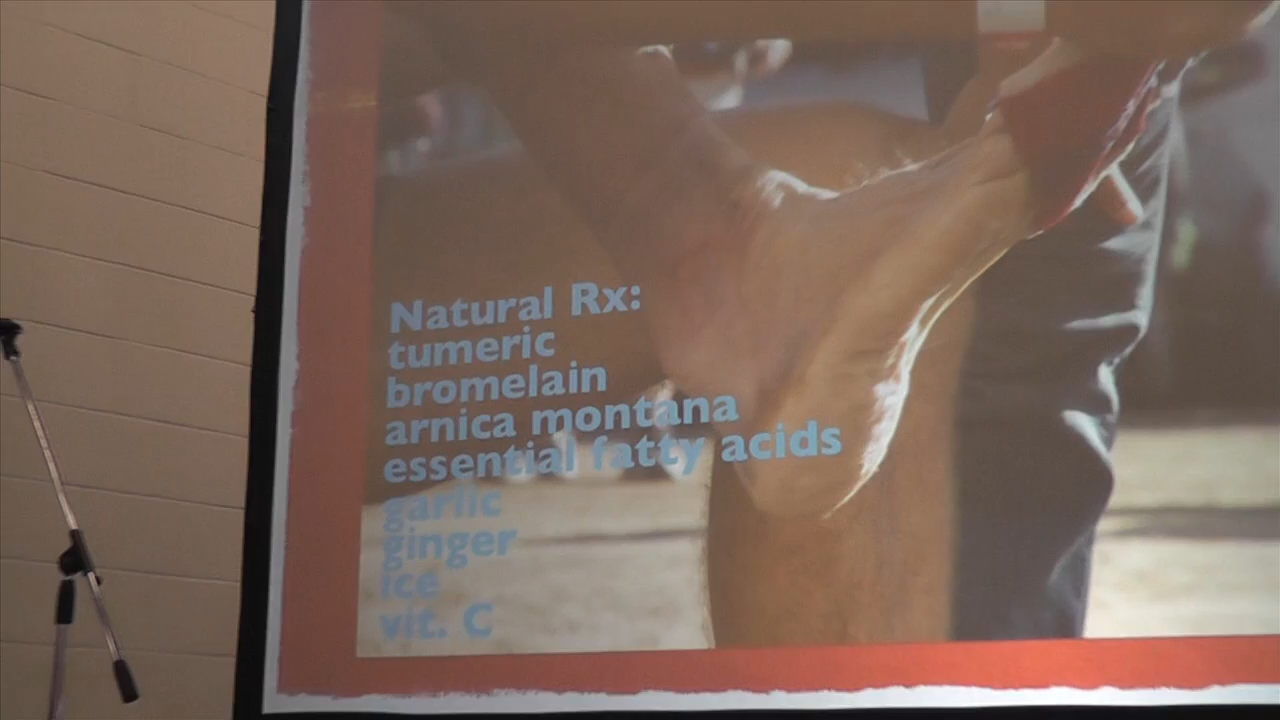 Natural Rx:
tumeric
bromelain
arnica montana
essential fatty acids
garlic
ginger
ice
vit. C